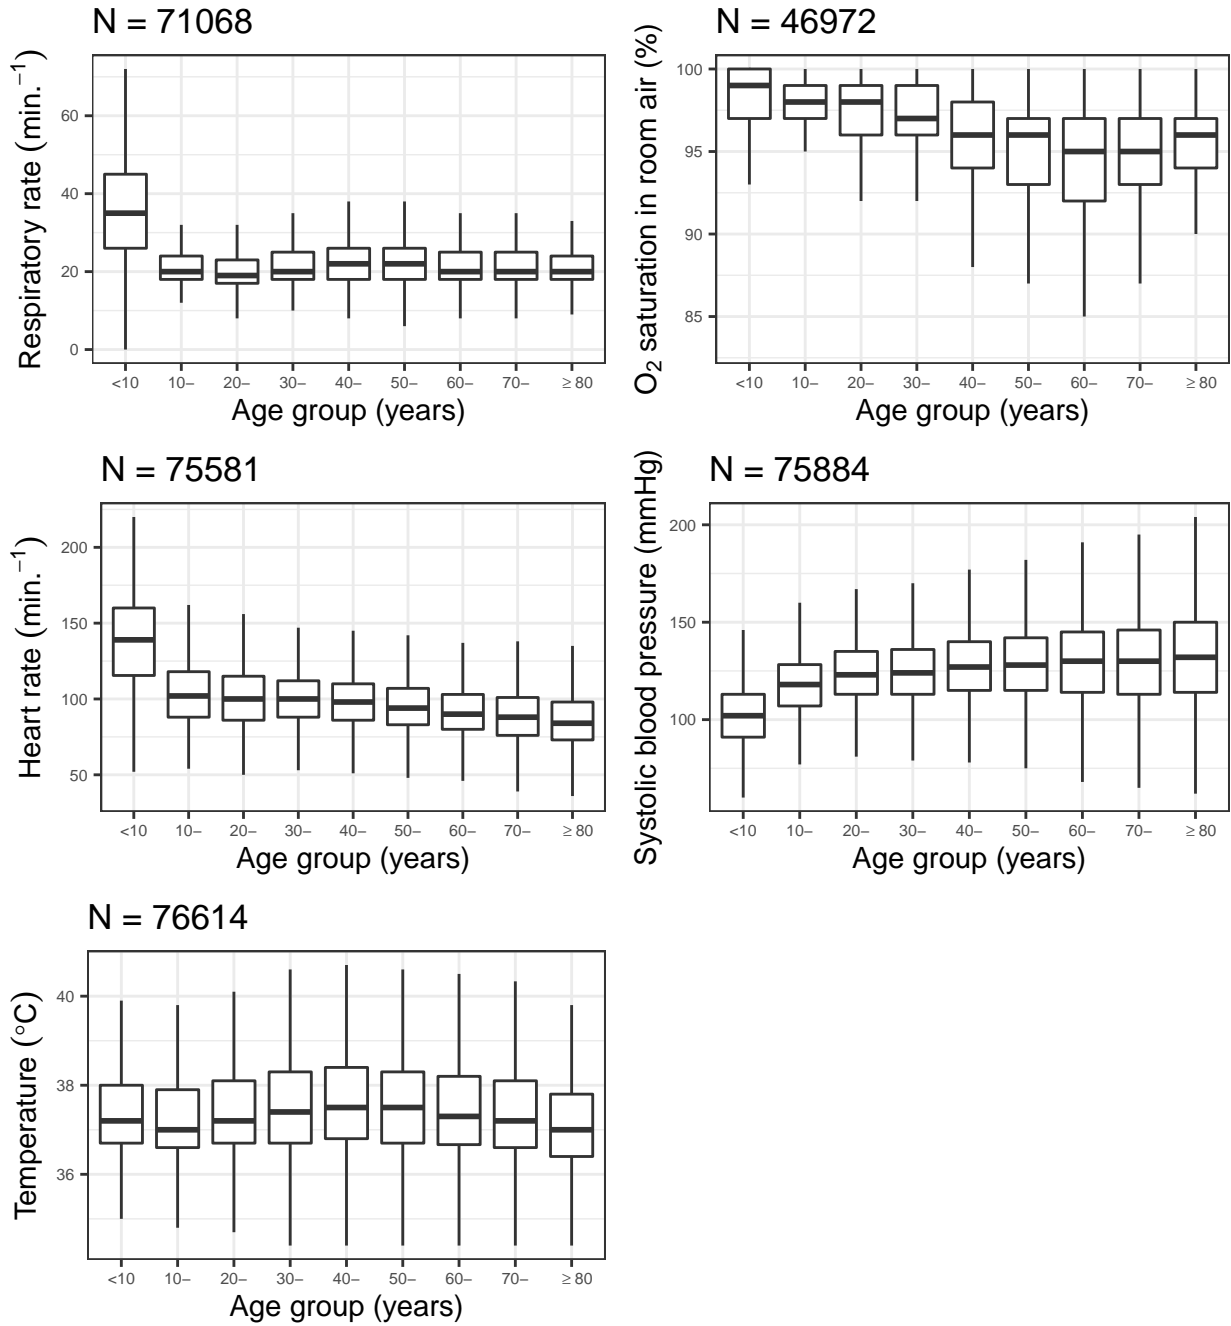 N = 71068
Respiratory rate (min.⁻¹)
60
40
20
0
<10 10– 20– 30– 40– 50– 60– 70– ≥ 80
Age group (years)
N = 46972
O₂ saturation in room air (%)
100
95
90
85
<10 10– 20– 30– 40– 50– 60– 70– ≥ 80
Age group (years)
N = 75581
Heart rate (min.⁻¹)
200
150
100
50
<10 10– 20– 30– 40– 50– 60– 70– ≥ 80
Age group (years)
N = 75884
Systolic blood pressure (mmHg)
200
150
100
<10 10– 20– 30– 40– 50– 60– 70– ≥ 80
Age group (years)
N = 76614
Temperature (°C)
40
38
36
<10 10– 20– 30– 40– 50– 60– 70– ≥ 80
Age group (years)